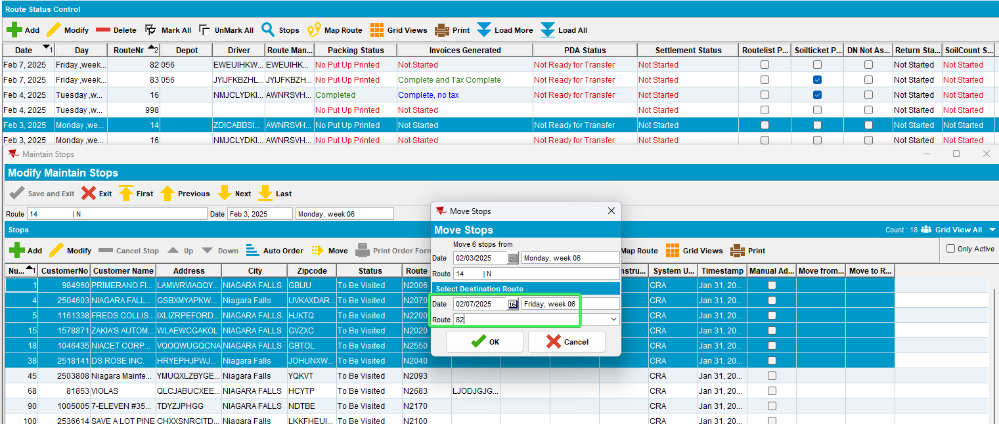 Route Status Control
Add Modify Delete Mark All UnMark All Stops Map Route Grid Views Print Load More Load All
Date 1 Day RouteNr 2 Depot Driver Route Man... Packing Status Invoices Generated PDA Status Settlement Status Routelist P... Soilticket P... DN Not As... Return Sta... SoilCount S...
Feb 7, 2025 Friday ,week... 82 056 EWEUIHKW... EWEUIHK... No Put Up Printed Not Started Not Ready for Transfer Not Started Not Started Not Started
Feb 7, 2025 Friday ,week... 83 056 JYIJFKBZHL... JYIJFKBZH... No Put Up Printed Complete and Tax Complete Not Ready for Transfer Not Started Not Started Not Started
Feb 4, 2025 Tuesday ,w... 16 NMJCLYDKI... AWNRSVH... Completed Complete, no tax Not Ready for Transfer Not Started Not Started Not Started
Feb 4, 2025 Tuesday ,w... 998 No Put Up Printed Not Started Not Ready for Transfer Not Started Not Started Not Started
Feb 3, 2025 Monday ,we... 14 ZDICABBSI... AWNRSVH... No Put Up Printed Not Started Not Ready for Transfer Not Started Not Started Not Started
Feb 3, 2025 Monday ,we... 16 NMJCLYDKI... AWNRSVH... No Put Up Printed Not Started Not Ready for Transfer Not Started Not Started Not Started
Maintain Stops
Modify Maintain Stops
Save and Exit Exit First Previous Next Last
Route 14 | N Date Feb 3, 2025 Monday, week 06
Stops Count : 18 Grid View All
Add Modify Cancel Stop Up Down Auto Order Move Print Order Form Map Route Grid Views Print Only Active
Nu... 1 CustomerNo Customer Name Address City Zipcode Status Route nstru... System U... Timestamp Manual Ad... Move from... Move to R...
1 984960 PRIMERANO FI... LAMWRVIAQQY... NIAGARA FALLS GBIJU To Be Visited N2006 CRA Jan 31, 20...
4 2504603 NIAGARA FALL... GSBXMYAPKW... NIAGARA FALLS UVKAXDAR... To Be Visited N2070 CRA Jan 31, 20...
5 1161338 FREDS COLLIS... IXLIZRPEFORD... NIAGARA FALLS HJKTQ To Be Visited N2200 CRA Jan 31, 20...
15 1578871 ZAKIA'S AUTOM... WLAEWCGAKOL NIAGARA FALLS GVZXC To Be Visited N2020 CRA Jan 31, 20...
18 1046435 NIACET CORP... VQOQWUGQCNA NIAGARA FALLS GBTOL To Be Visited N2550 CRA Jan 31, 20...
38 2518141 DS ROSE INC. HRYEPHJPWJ... Niagara Falls JOHUNXW... To Be Visited N2040 CRA Jan 31, 20...
45 2503808 Niagara Mainte... YMUQXLZBYGE... Niagara Falls YQKVT To Be Visited N2093 CRA Jan 31, 20...
68 81853 VIOLAS QLCJABUCXEE... NIAGARA FALLS HCYTP To Be Visited N2683 LJODJGJG... CRA Jan 31, 20...
90 1005005 7-ELEVEN #35... TDYZJPHGG NIAGARA FALLS NDTBE To Be Visited N2170 CRA Jan 31, 20...
100 2536614 SAVE A LOT PINE CHXXSNRCITD... Niagara Falls LKKFHEUI... To Be Visited N2100 CRA Jan 31, 20...
Move Stops
Move Stops
Move 6 stops from
Date 02/03/2025 16 Monday, week 06
Route 14 | N
Select Destination Route
Date 02/07/2025 16 Friday, week 06
Route 82
OK Cancel